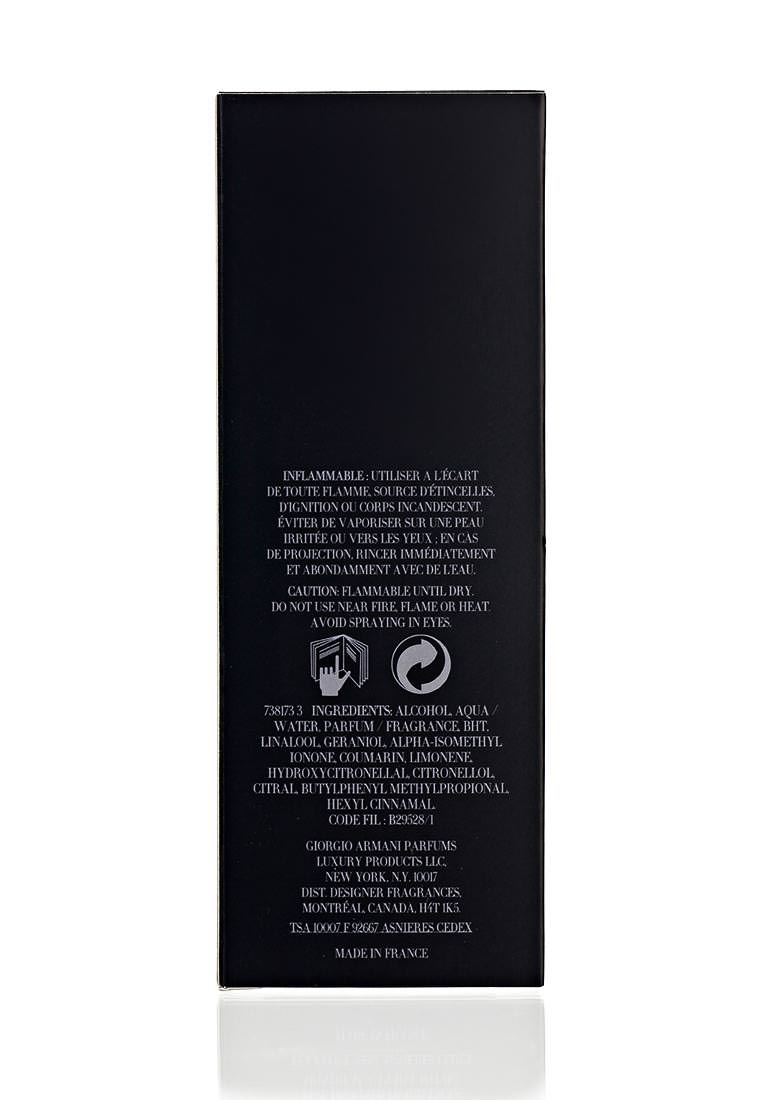 INFLAMMABLE : UTILISER A L'ÉCART
DE TOUTE FLAMME, SOURCE D'ÉTINCELLES,
D'IGNITION OU CORPS INCANDESCENT.
ÉVITER DE VAPORISER SUR UNE PEAU
IRRITÉE OU VERS LES YEUX ; EN CAS
DE PROJECTION, RINCER IMMÉDIATEMENT
ET ABONDAMMENT AVEC DE L'EAU.
CAUTION: FLAMMABLE UNTIL DRY.
DO NOT USE NEAR FIRE, FLAME OR HEAT.
AVOID SPRAYING IN EYES.
738173 3 INGREDIENTS: ALCOHOL, AQUA /
WATER, PARFUM / FRAGRANCE, BHT,
LINALOOL, GERANIOL, ALPHA-ISOMETHYL
IONONE, COUMARIN, LIMONENE,
HYDROXYCITRONELLAL, CITRONELLOL,
CITRAL, BUTYLPHENYL METHYLPROPIONAL,
HEXYL CINNAMAL.
CODE FIL : B29528/1
GIORGIO ARMANI PARFUMS
LUXURY PRODUCTS LLC,
NEW YORK, N.Y. 10017
DIST. DESIGNER FRAGRANCES,
MONTRÉAL, CANADA, H4T 1K5.
TSA 10007 F 92667 ASNIERES CEDEX
MADE IN FRANCE